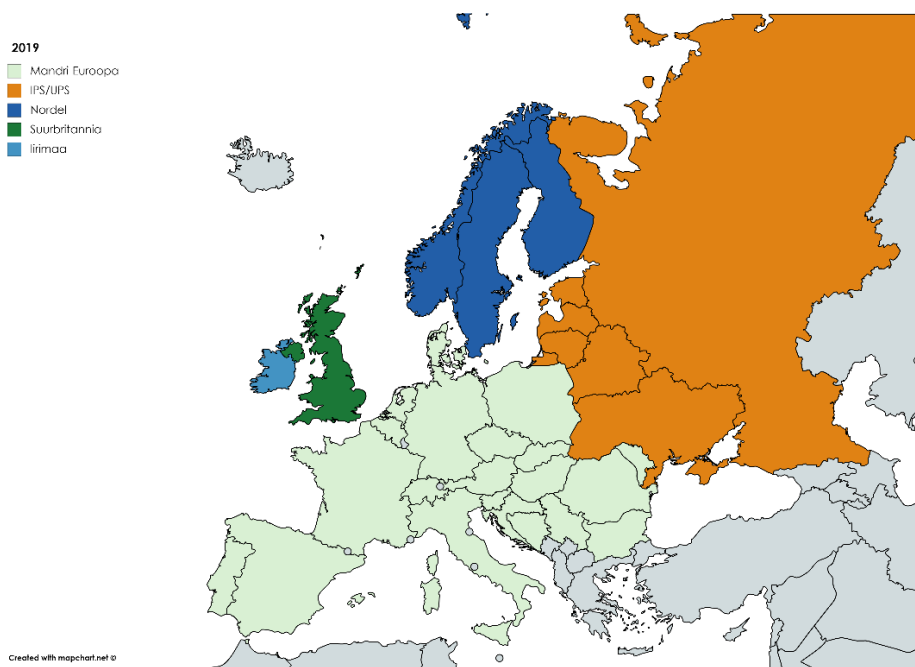 2019
Mandri Euroopa
IPS/UPS
Nordel
Suurbritannia
Iirimaa
Created with mapchart.net ©